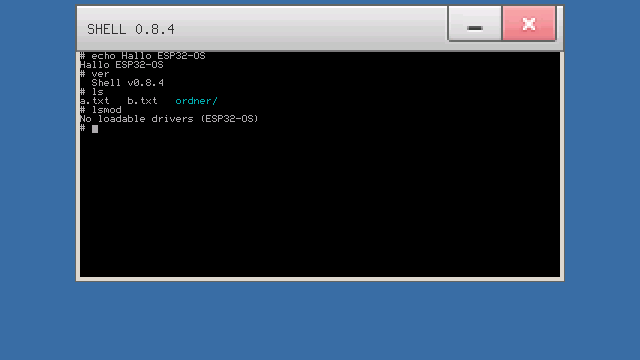 SHELL 0.8.4
# echo Hallo ESP32-OS
Hallo ESP32-OS
# ver
  Shell v0.8.4
# ls
a.txt   b.txt   ordner/
# lsmod
No loadable drivers (ESP32-OS)
#